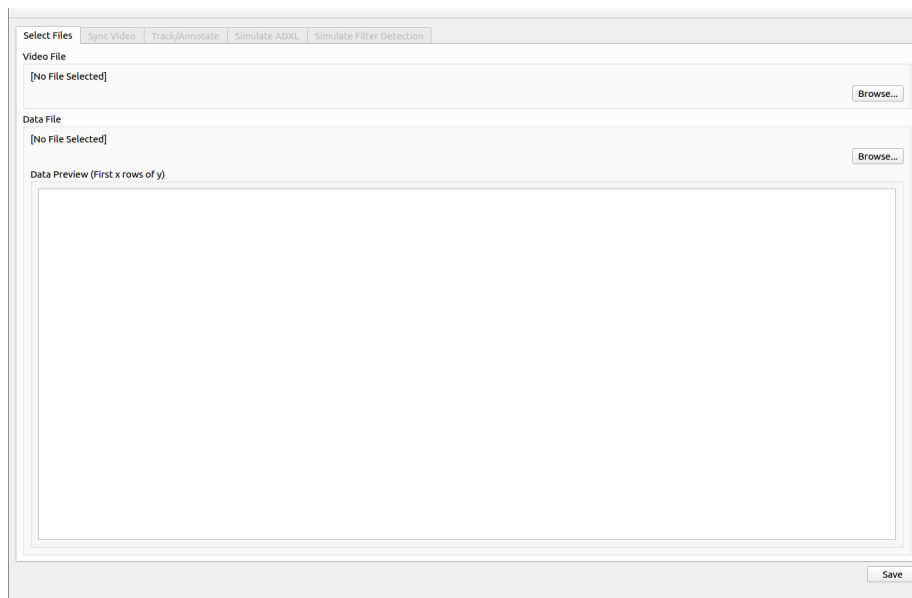 Select Files Sync Video Track/Annotate Simulate ADXL Simulate Filter Detection
Video File
[No File Selected]
Browse...
Data File
[No File Selected]
Browse...
Data Preview (First x rows of y)
Save